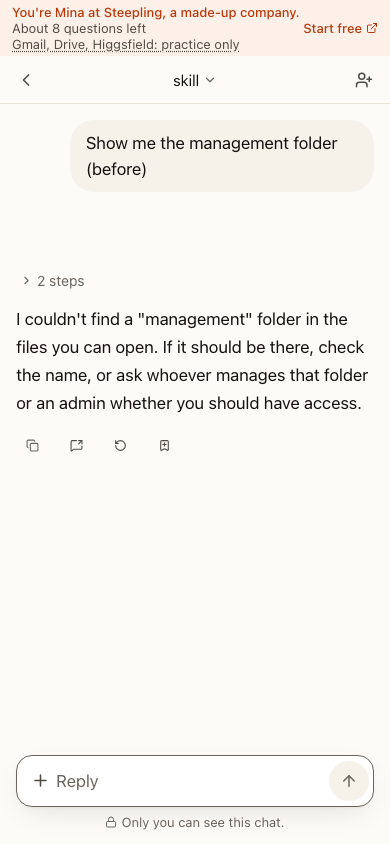 You're Mina at Steepling, a made-up company.
About 8 questions left
Start free
Gmail, Drive, Higgsfield: practice only
skill
Show me the management folder
(before)
2 steps
I couldn't find a "management" folder in the
files you can open. If it should be there, check
the name, or ask whoever manages that folder
or an admin whether you should have access.
Reply
Only you can see this chat.